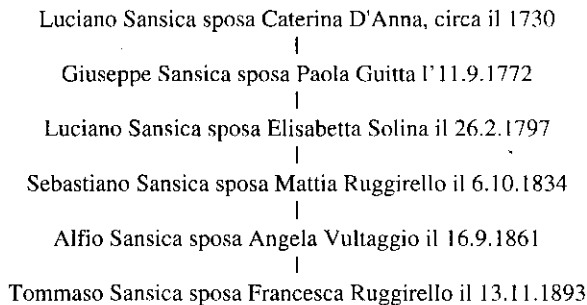 Luciano Sansica sposa Caterina D'Anna, circa il 1730
Giuseppe Sansica sposa Paola Guitta l'11.9.1772
Luciano Sansica sposa Elisabetta Solina il 26.2.1797
Sebastiano Sansica sposa Mattia Ruggirello il 6.10.1834
Alfio Sansica sposa Angela Vultaggio il 16.9.1861
Tommaso Sansica sposa Francesca Ruggirello il 13.11.1893